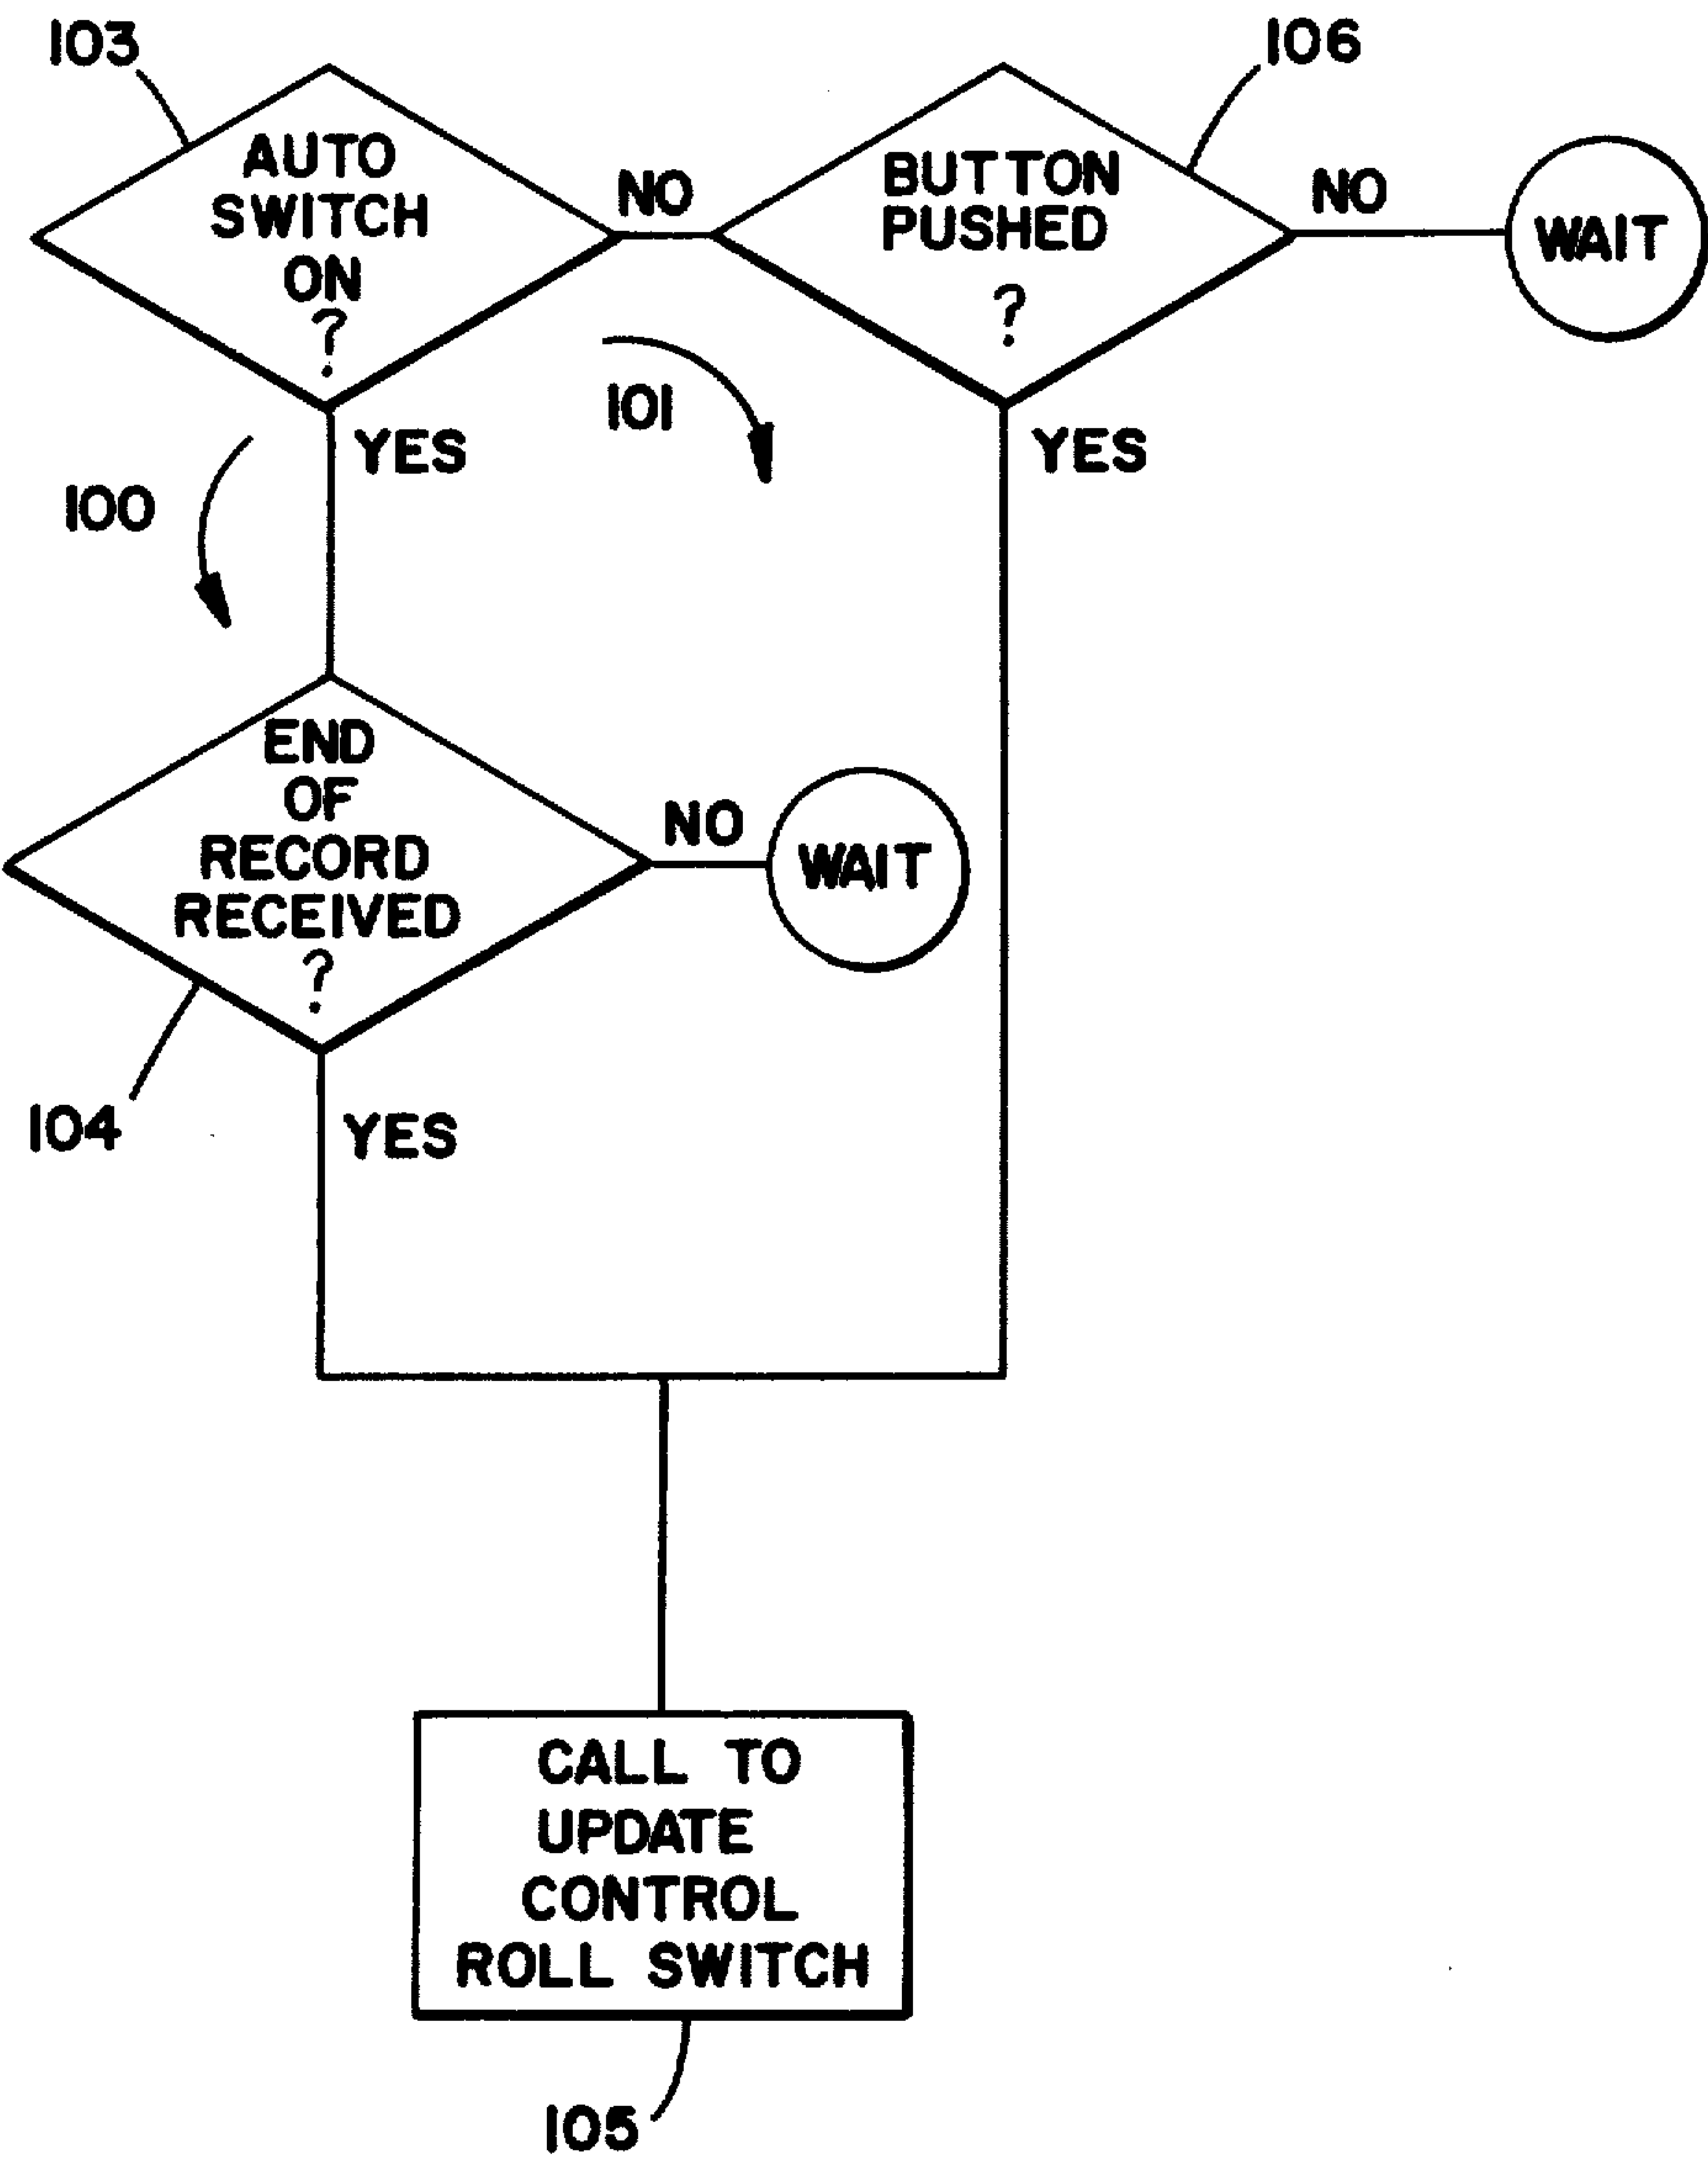 103
106
AUTO
SWITCH
ON
?
NO
BUTTON
PUSHED
?
NO
WAIT
101
YES
YES
100
END
OF
RECORD
RECEIVED
?
NO
WAIT
104
YES
CALL TO
UPDATE
CONTROL
ROLL SWITCH
105